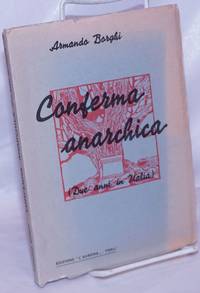 Armando Borghi
Conferma
anarchica
(Due anni in Italia)